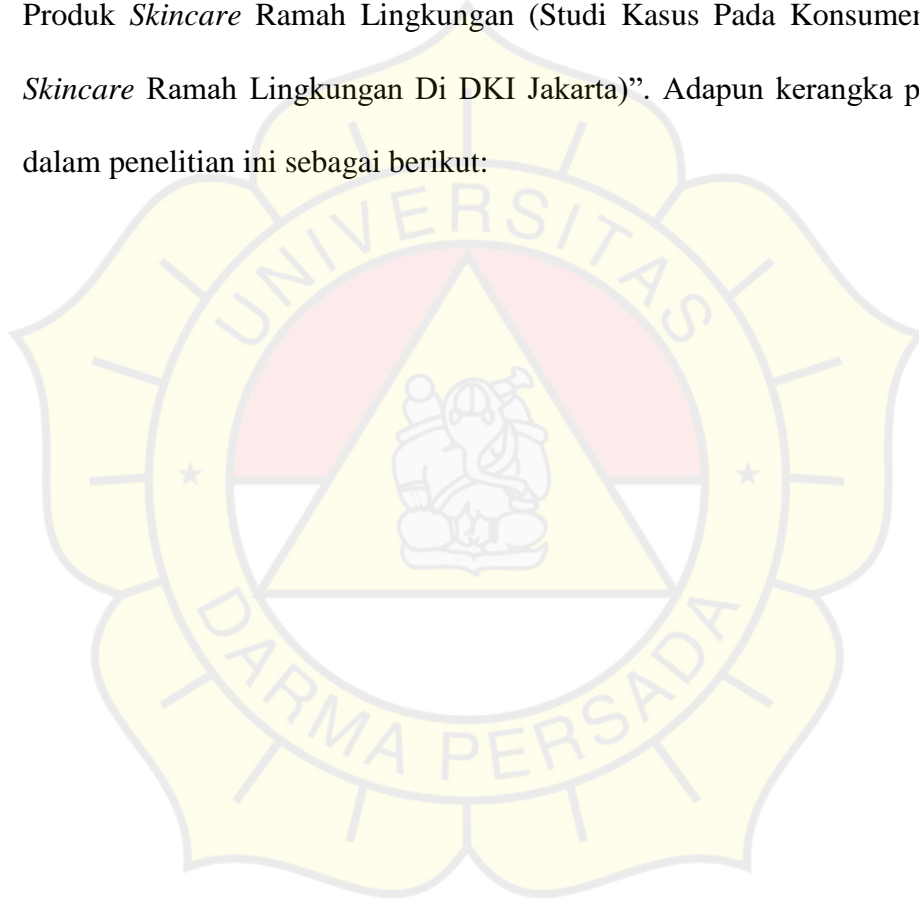 Produk Skincare Ramah Lingkungan (Studi Kasus Pada Konsumen
Skincare Ramah Lingkungan Di DKI Jakarta)”. Adapun kerangka p
dalam penelitian ini sebagai berikut:
UNIVERSITAS
DARMA PERSADA